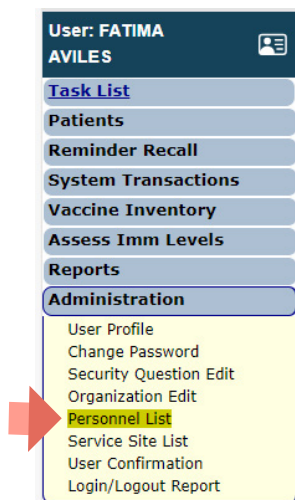 User: FATIMA
AVILES
Task List
Patients
Reminder Recall
System Transactions
Vaccine Inventory
Assess Imm Levels
Reports
Administration
User Profile
Change Password
Security Question Edit
Organization Edit
Personnel List
Service Site List
User Confirmation
Login/Logout Report